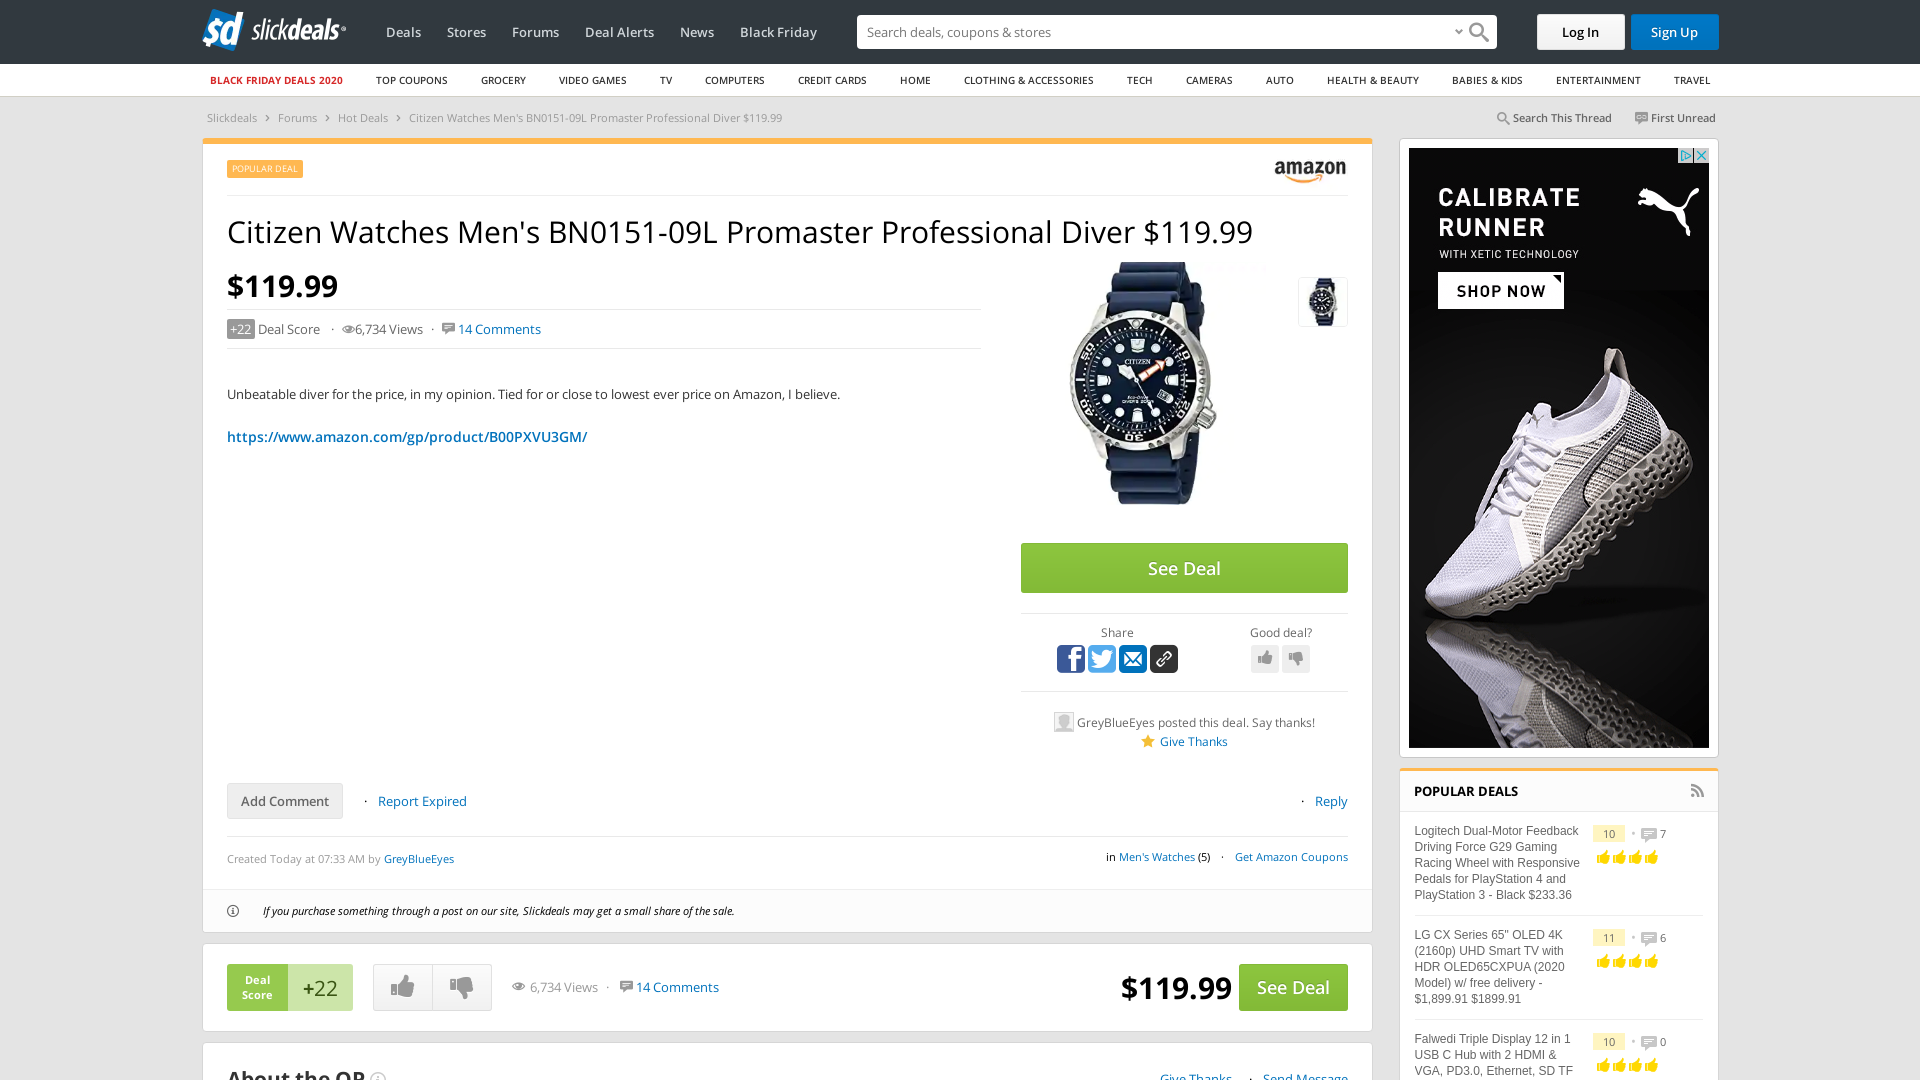 sd slickdeals
Deals Stores Forums Deal Alerts News Black Friday
Search deals, coupons & searches
Log In
Sign Up
BLACK FRIDAY DEALS 2020 TOP COUPONS GROCERY VIDEO GAMES TV COMPUTERS CREDIT CARDS HOME CLOTHING & ACCESSORIES TECH CAMERAS AUTO HEALTH & BEAUTY BABIES & KIDS ENTERTAINMENT TRAVEL
Slickdeals > Forums > Hot Deals > Citizen Watches Men's BN0151-09L Promaster Professional Diver $119.99
Search This Thread First Unread
POPULAR DEAL
amazon
Citizen Watches Men's BN0151-09L Promaster Professional Diver $119.99
$119.99
+22 Deal Score · 6,734 Views · 14 Comments
Unbeatable diver for the price, in my opinion. Tied for or close to lowest ever price on Amazon, I believe.
https://www.amazon.com/gp/product/B00PXVU3GM/
CITIZEN
See Deal
Share
Good deal?
GreyBlueEyes posted this deal. Say thanks!
Give Thanks
Add Comment · Report Expired
· Reply
Created Today at 07:33 AM by GreyBlueEyes
in Men's Watches (5) · Get Amazon Coupons
If you purchase something through a post on our site, Slickdeals may get a small share of the sale.
Deal
Score
+22
6,734 Views · 14 Comments
$119.99
See Deal
About the OP
Give Thanks · Send Message
CALIBRATE
RUNNER
WITH XETIC TECHNOLOGY
SHOP NOW
POPULAR DEALS
Logitech Dual-Motor Feedback
Driving Force G29 Gaming
Racing Wheel with Responsive
Pedals for PlayStation 4 and
PlayStation 3 - Black $233.36
10 · 7
LG CX Series 65" OLED 4K
(2160p) UHD Smart TV with
HDR OLED65CXPUA (2020
Model) w/ free delivery -
$1,899.91 $1899.91
11 · 6
Falwedi Triple Display 12 in 1
USB C Hub with 2 HDMI &
VGA, PD3.0, Ethernet, SD TF
10 · 0